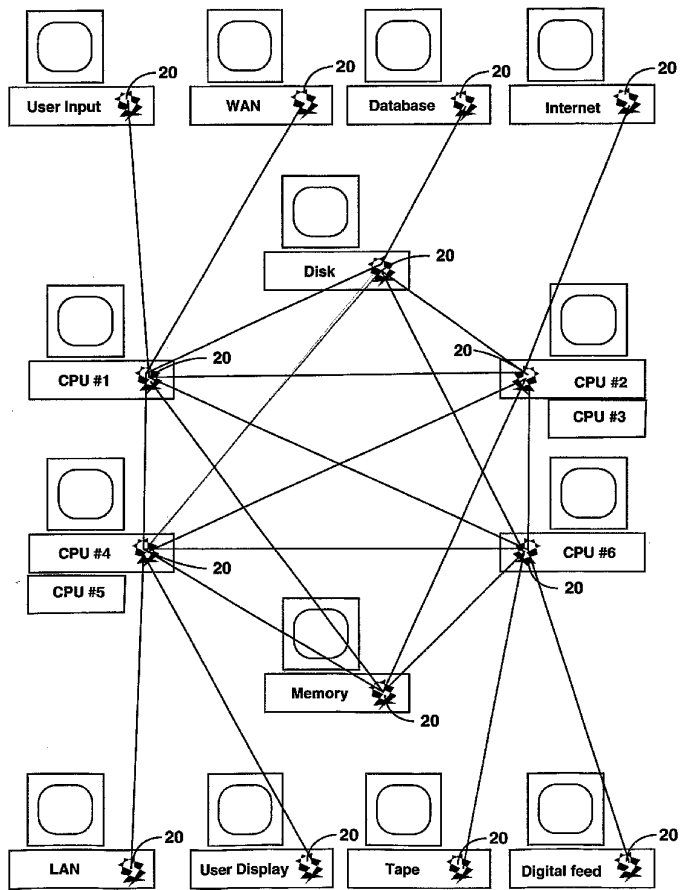 20 20 20 20
User Input WAN Database Internet
20
Disk
20 20
CPU #1 CPU #2
CPU #3
CPU #4 20 CPU #6
CPU #5 20
Memory
20
20 20 20 20
LAN User Display Tape Digital feed